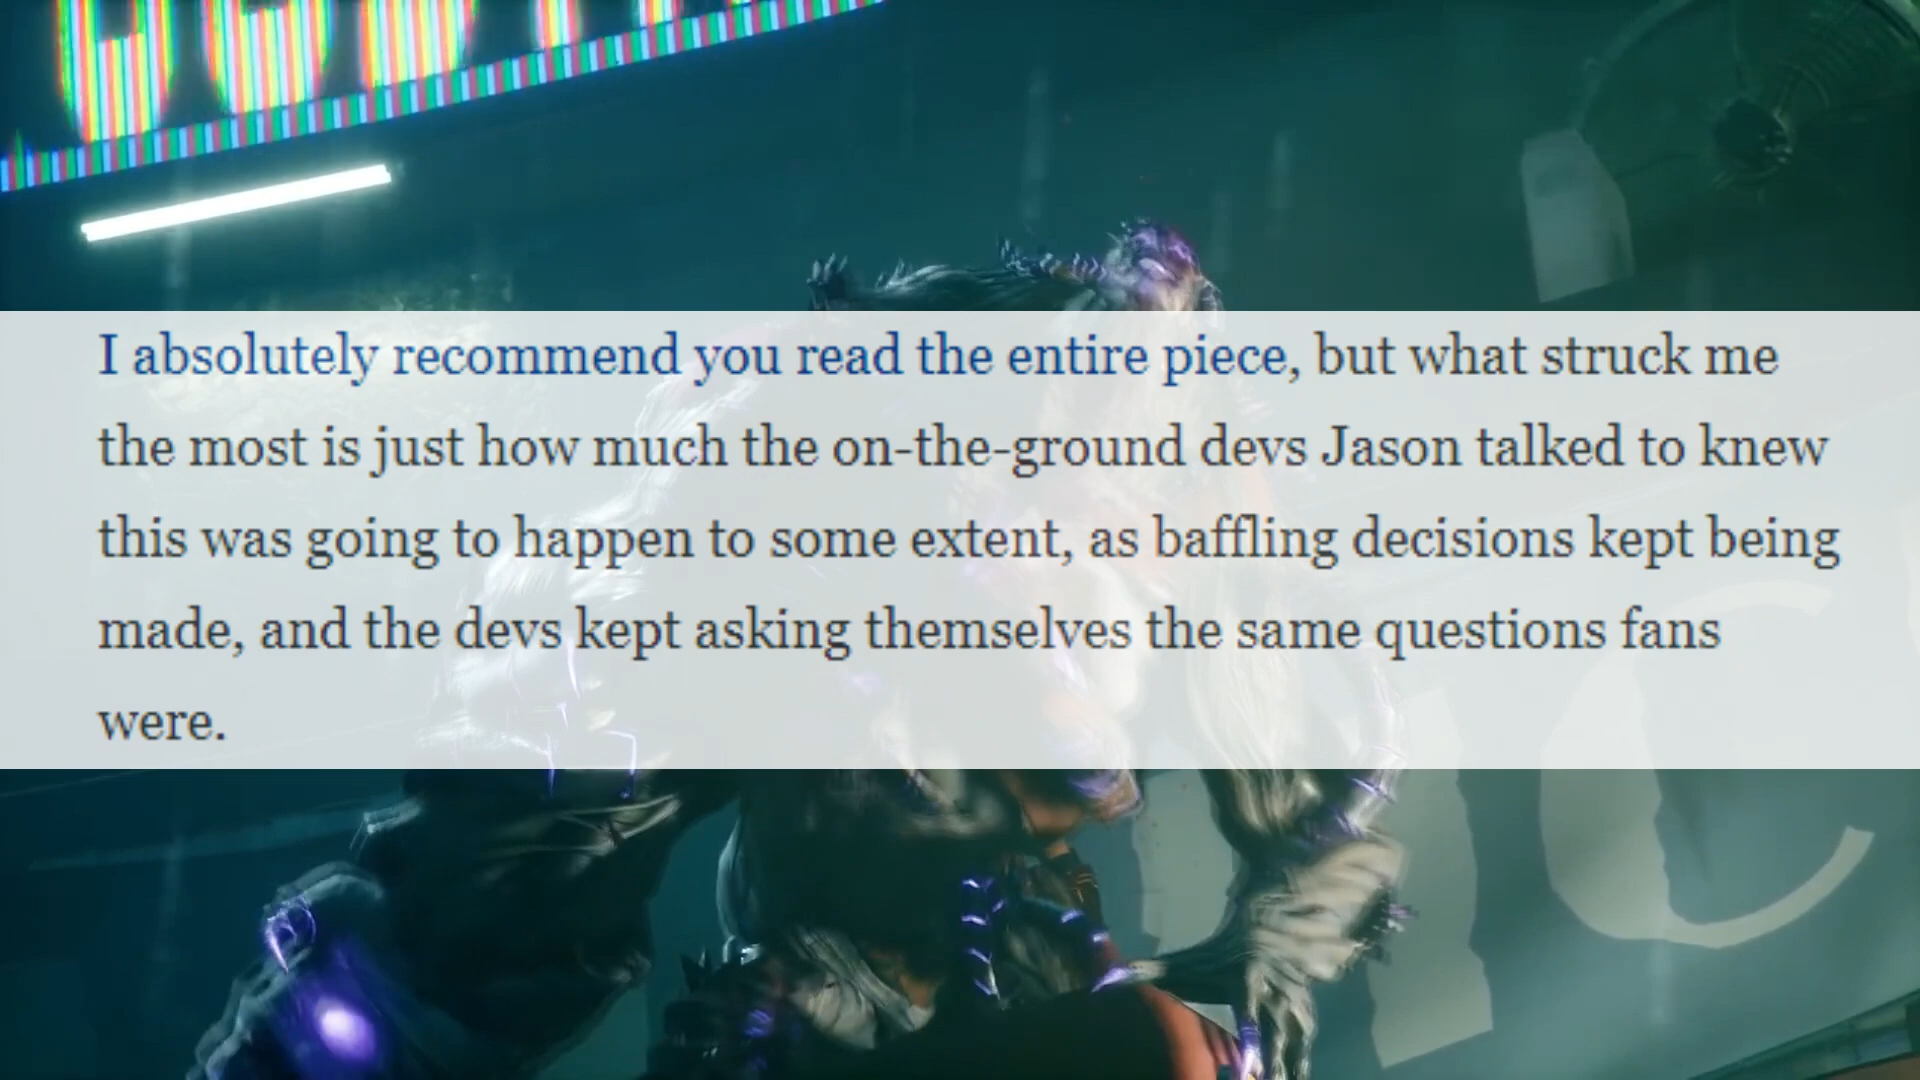 I absolutely recommend you read the entire piece, but what struck me
the most is just how much the on-the-ground devs Jason talked to knew
this was going to happen to some extent, as baffling decisions kept being
made, and the devs kept asking themselves the same questions fans
were.